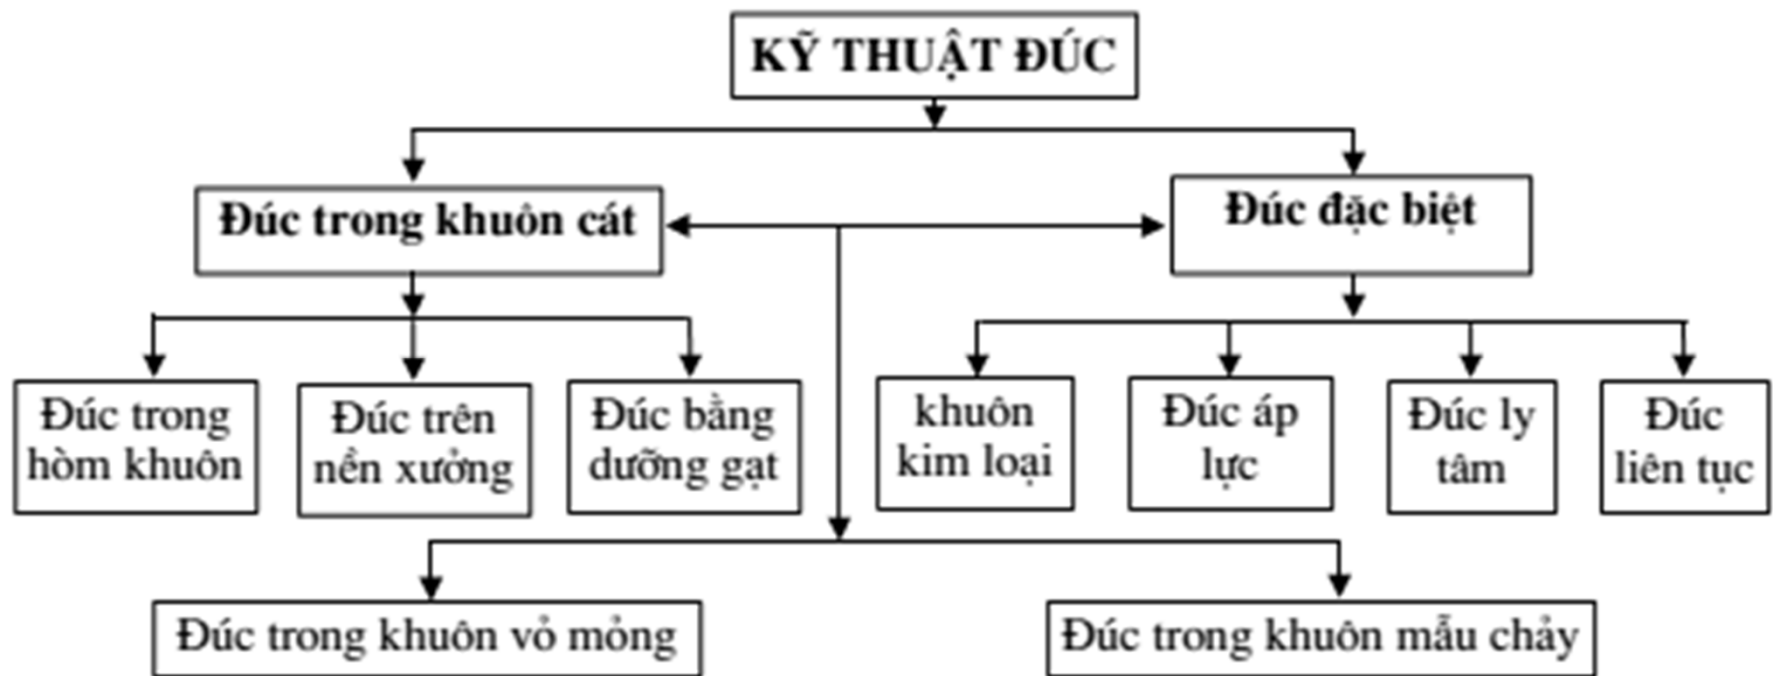 KỸ THUẬT ĐÚC
Đúc trong khuôn cát
Đúc đặc biệt
Đúc trong
hòm khuôn
Đúc trên
nền xưởng
Đúc bằng
dưỡng gạt
khuôn
kim loại
Đúc áp
lực
Đúc ly
tâm
Đúc
liên tục
Đúc trong khuôn vỏ mỏng
Đúc trong khuôn mẫu chảy